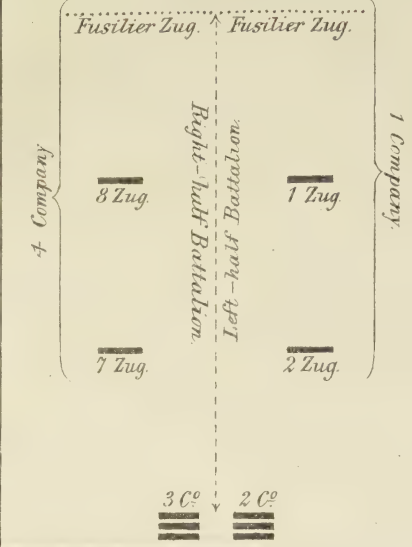 Fusilier Zug. Fusilier Zug.
4 Company
Right-half Battalion.
Left-half Battalion.
1 Company.
8 Zug. 1 Zug.
7 Zug. 2 Zug.
3 Cº 2 Cº